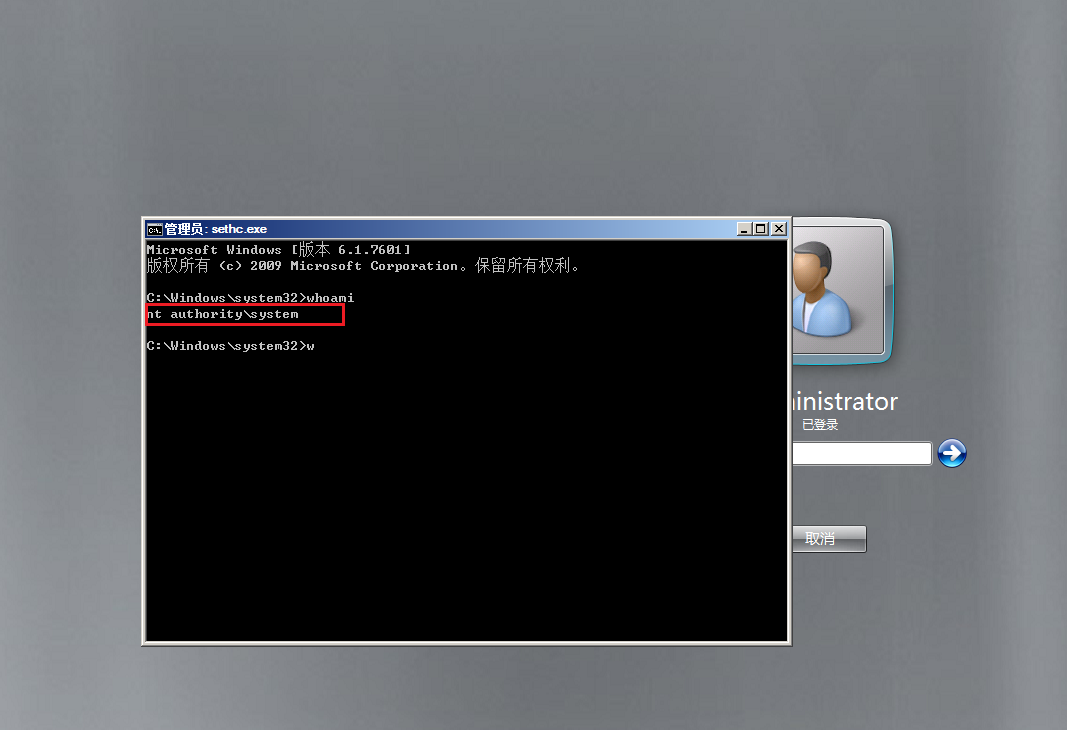 管理员: sethc.exe
Microsoft Windows [版本 6.1.7601]
版权所有 (c) 2009 Microsoft Corporation。保留所有权利。
C:\Windows\system32>whoami
nt authority\system
C:\Windows\system32>w
inistrator
已登录
取消